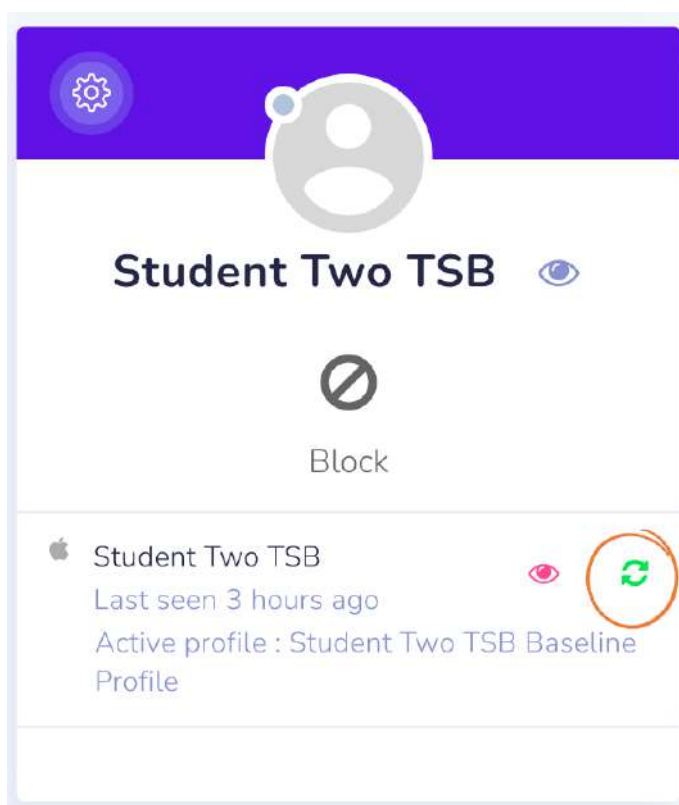 Student Two TSB
Block
Student Two TSB
Last seen 3 hours ago
Active profile : Student Two TSB Baseline
Profile